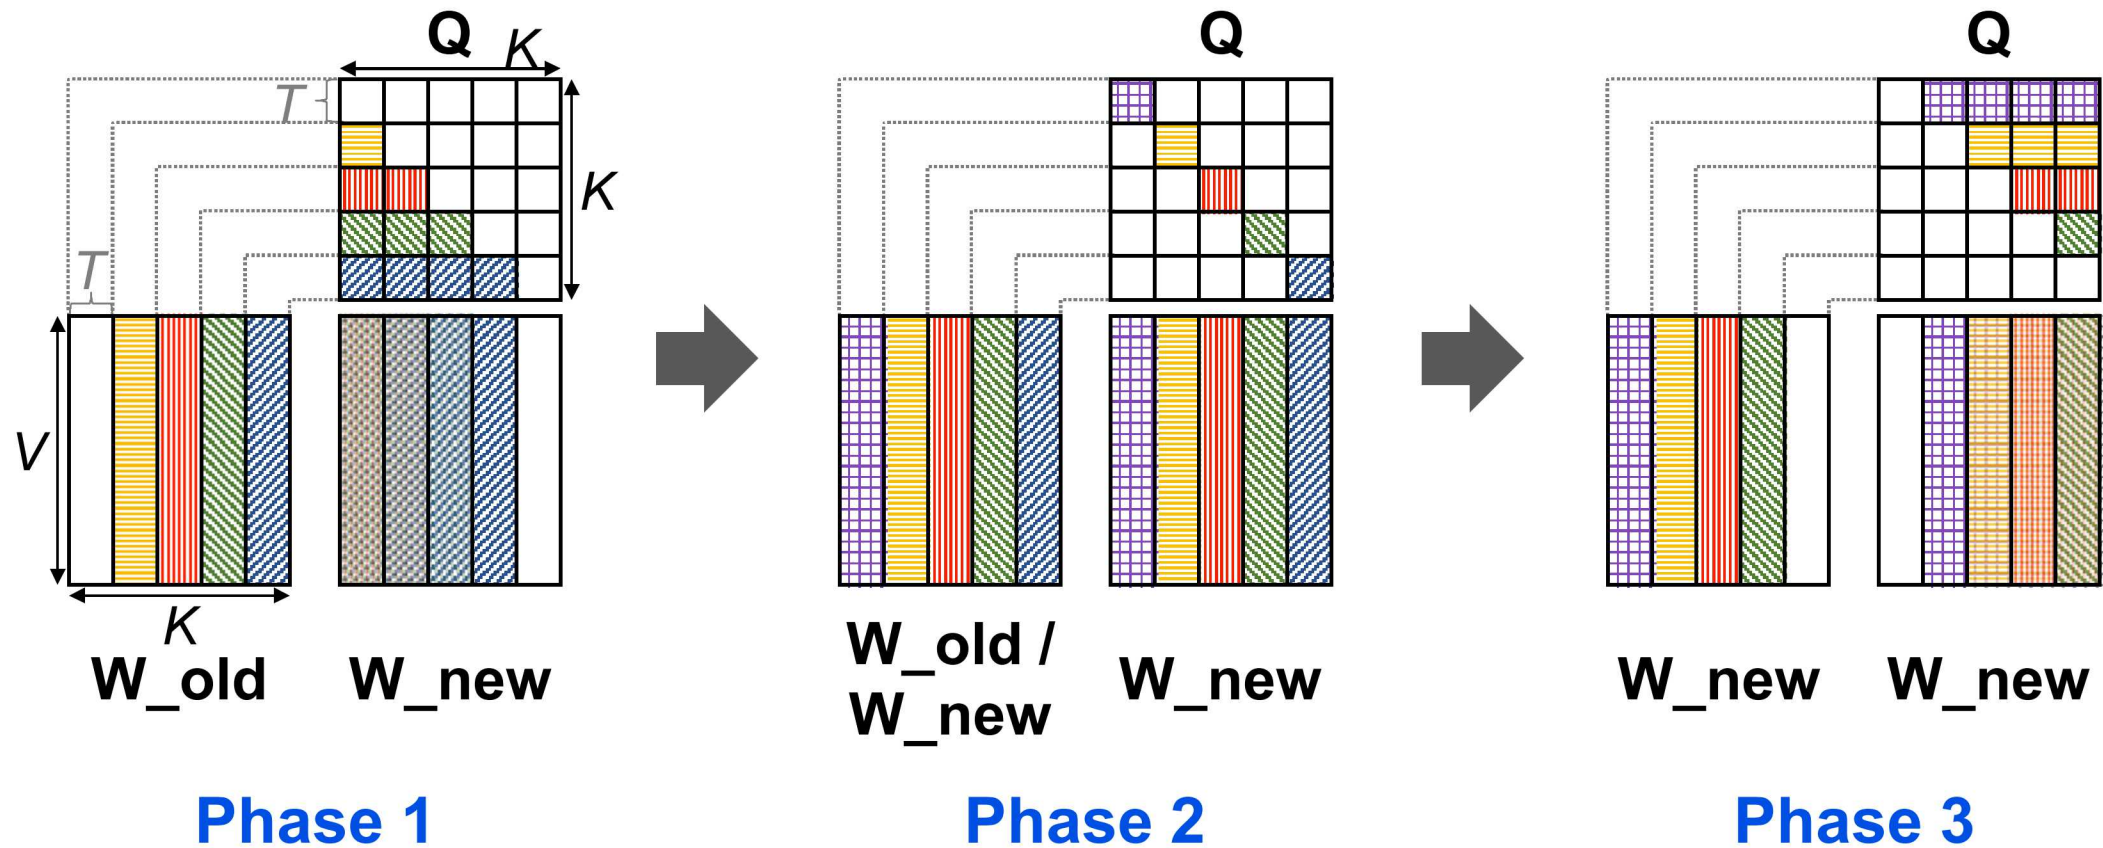 Q
K
T
K
T
V
K
W_old
W_new
Phase 1
Q
W_old /
W_new
W_new
Phase 2
Q
W_new
W_new
Phase 3